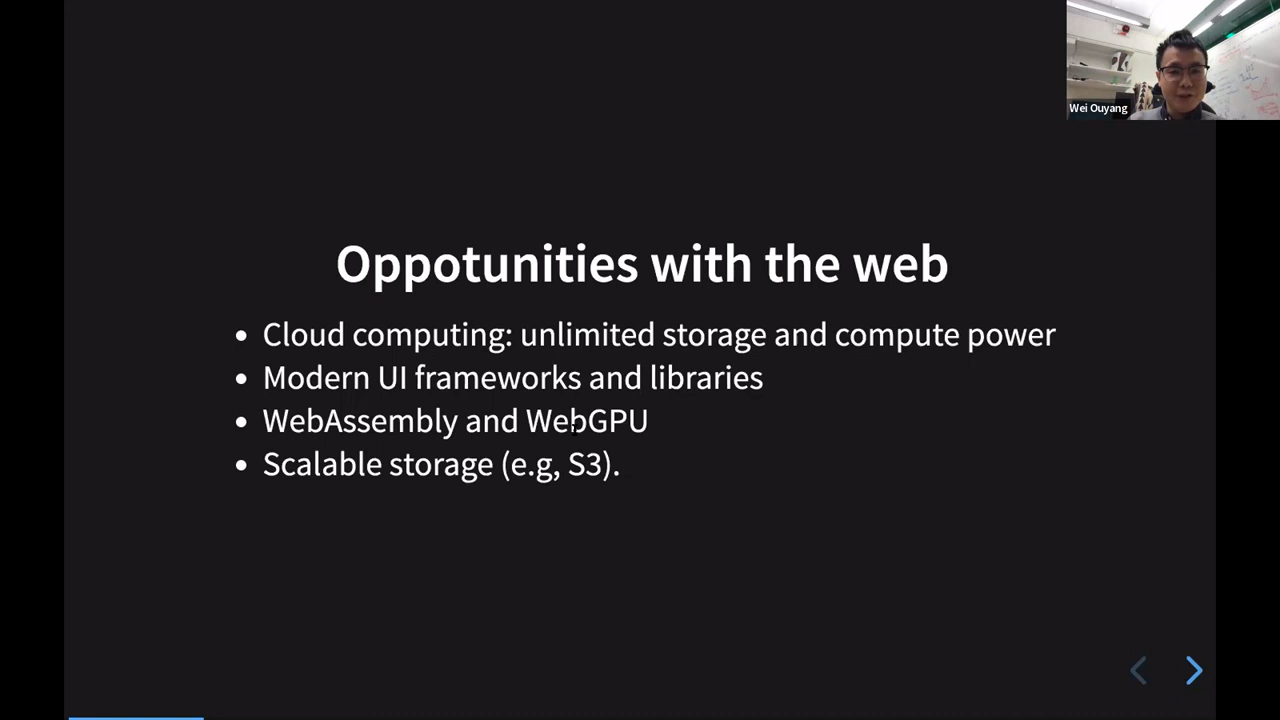 Wei Ouyang
Oppotunities with the web
• Cloud computing: unlimited storage and compute power
• Modern UI frameworks and libraries
• WebAssembly and WebGPU
• Scalable storage (e.g, S3).